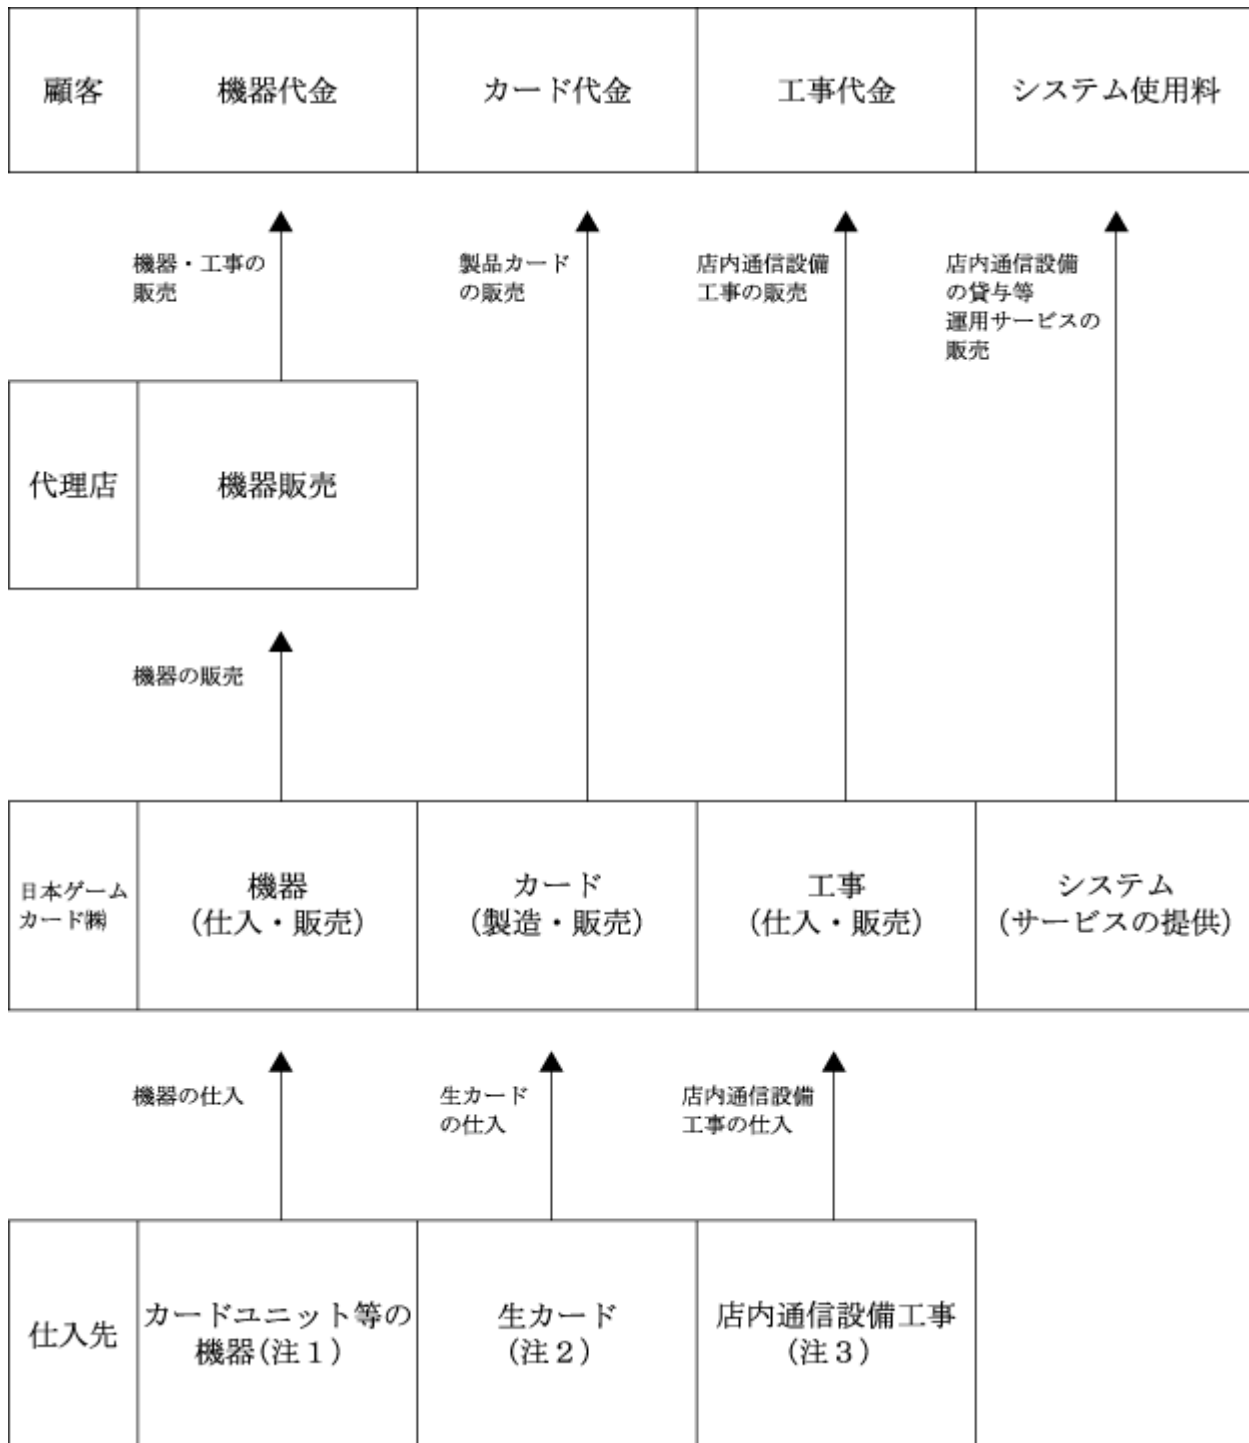 顧客
機器代金
カード代金
工事代金
システム使用料
機器・工事の
販売
製品カード
の販売
店内通信設備
工事の販売
店内通信設備
の貸与等
運用サービスの
販売
代理店
機器販売
機器の販売
日本ゲーム
カード㈱
機器
(仕入・販売)
カード
(製造・販売)
工事
(仕入・販売)
システム
(サービスの提供)
機器の仕入
生カード
の仕入
店内通信設備
工事の仕入
仕入先
カードユニット等の
機器(注1)
生カード
(注2)
店内通信設備工事
(注3)